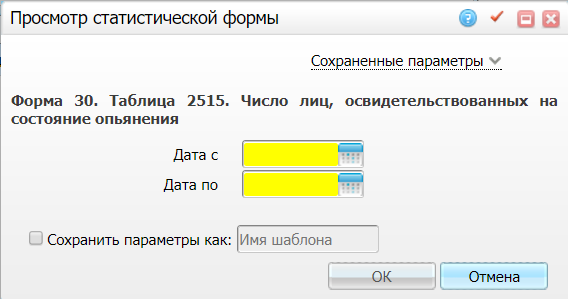 Просмотр статистической формы
Сохраненные параметры
Форма 30. Таблица 2515. Число лиц, освидетельствованных на
состояние опьянения
Дата с
Дата по
Сохранить параметры как: Имя шаблона
ОК Отмена